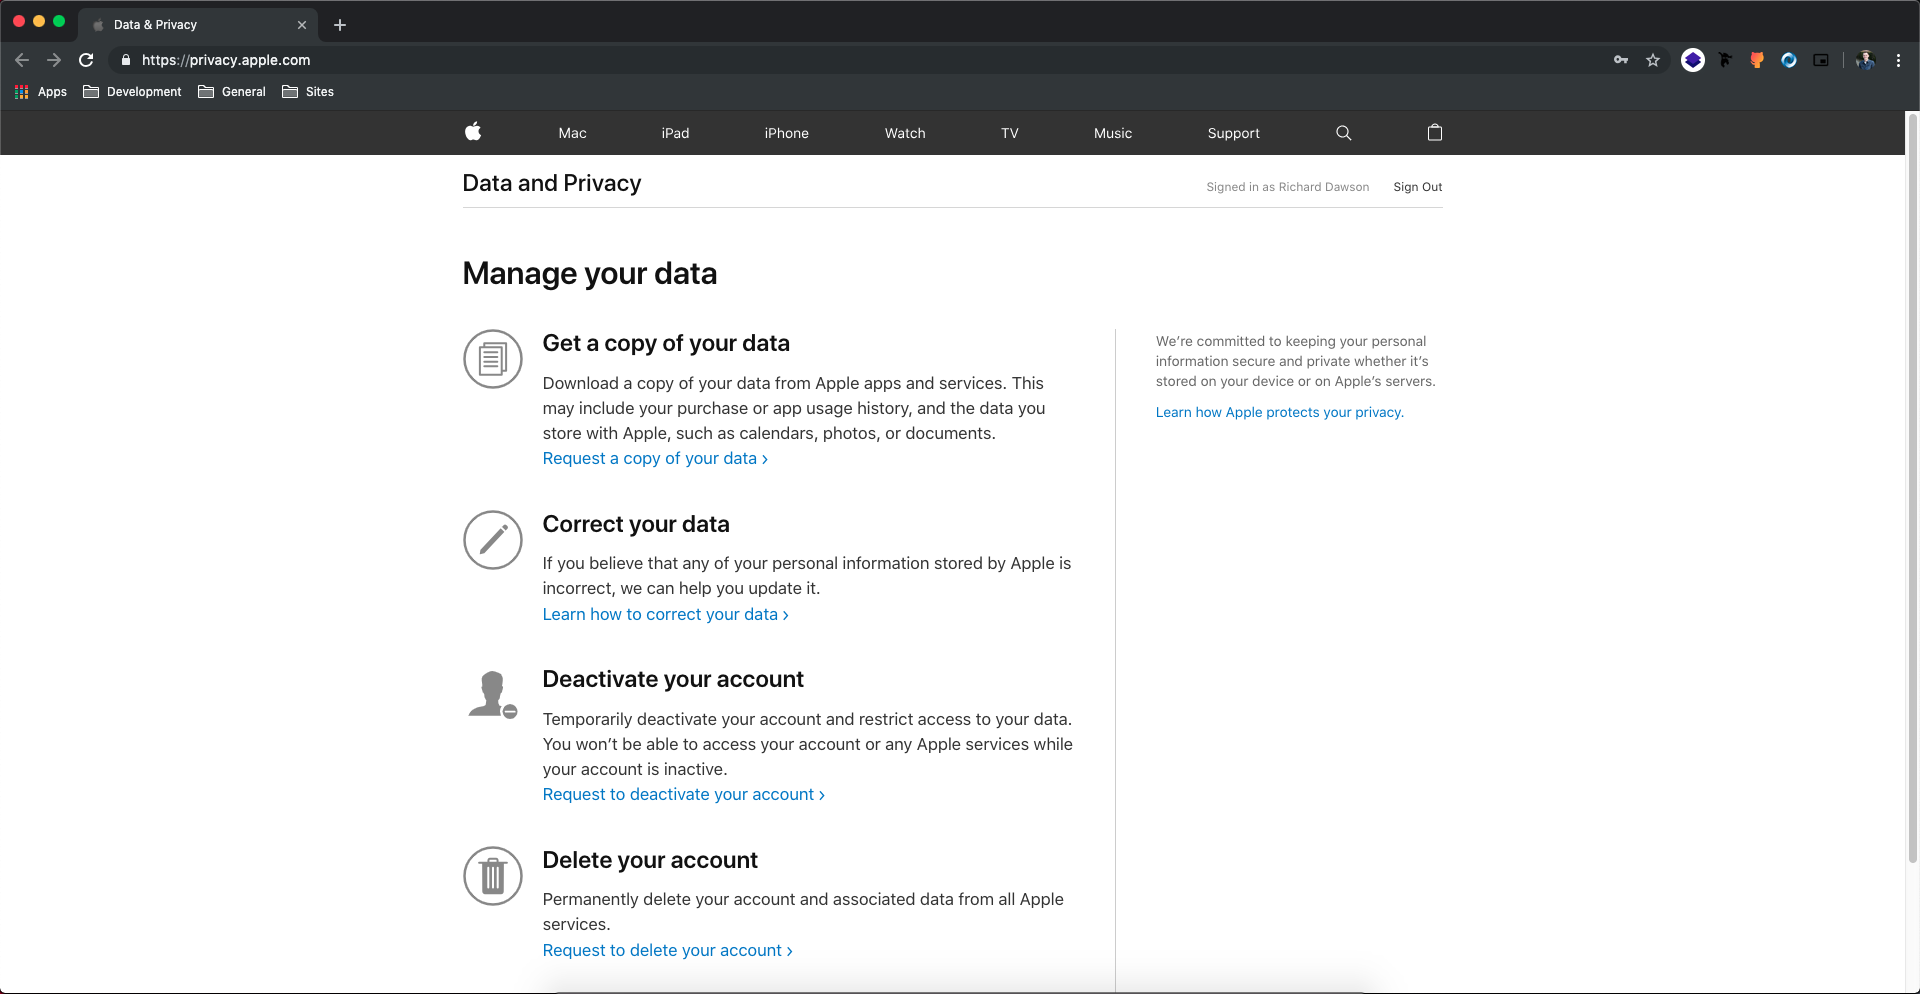 Data & Privacy
https://privacy.apple.com
Apps
Development
General
Sites
Mac
iPad
iPhone
Watch
TV
Music
Support
Data and Privacy
Signed in as Richard Dawson
Sign Out
Manage your data
Get a copy of your data
Download a copy of your data from Apple apps and services. This
may include your purchase or app usage history, and the data you
store with Apple, such as calendars, photos, or documents.
Request a copy of your data ›
We’re committed to keeping your personal
information secure and private whether it’s
stored on your device or on Apple’s servers.
Learn how Apple protects your privacy.
Correct your data
If you believe that any of your personal information stored by Apple is
incorrect, we can help you update it.
Learn how to correct your data ›
Deactivate your account
Temporarily deactivate your account and restrict access to your data.
You won’t be able to access your account or any Apple services while
your account is inactive.
Request to deactivate your account ›
Delete your account
Permanently delete your account and associated data from all Apple
services.
Request to delete your account ›